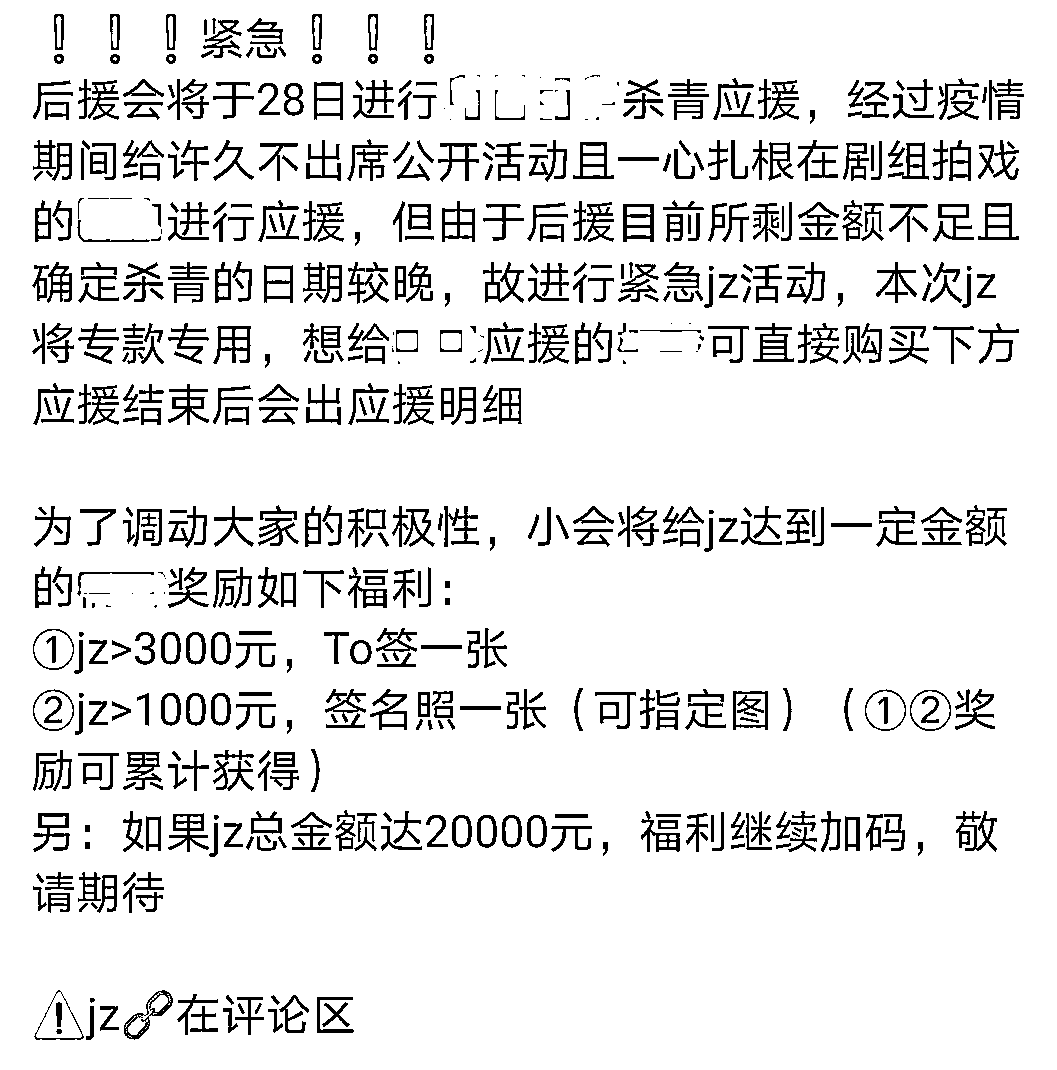 ❗❗❗紧急❗❗❗
后援会将于28日进行杀青应援，经过疫情
期间给许久不出席公开活动且一心扎根在剧组拍戏
的进行应援，但由于后援目前所剩金额不足且
确定杀青的日期较晚，故进行紧急jz活动，本次jz
将专款专用，想给应援的可直接购买下方
应援结束后会出应援明细
为了调动大家的积极性，小会将给jz达到一定金额
的奖励如下福利：
①jz>3000元，To签一张
②jz>1000元，签名照一张（可指定图）（①②奖
励可累计获得）
另：如果jz总金额达20000元，福利继续加码，敬
请期待
⚠️jz🔗在评论区